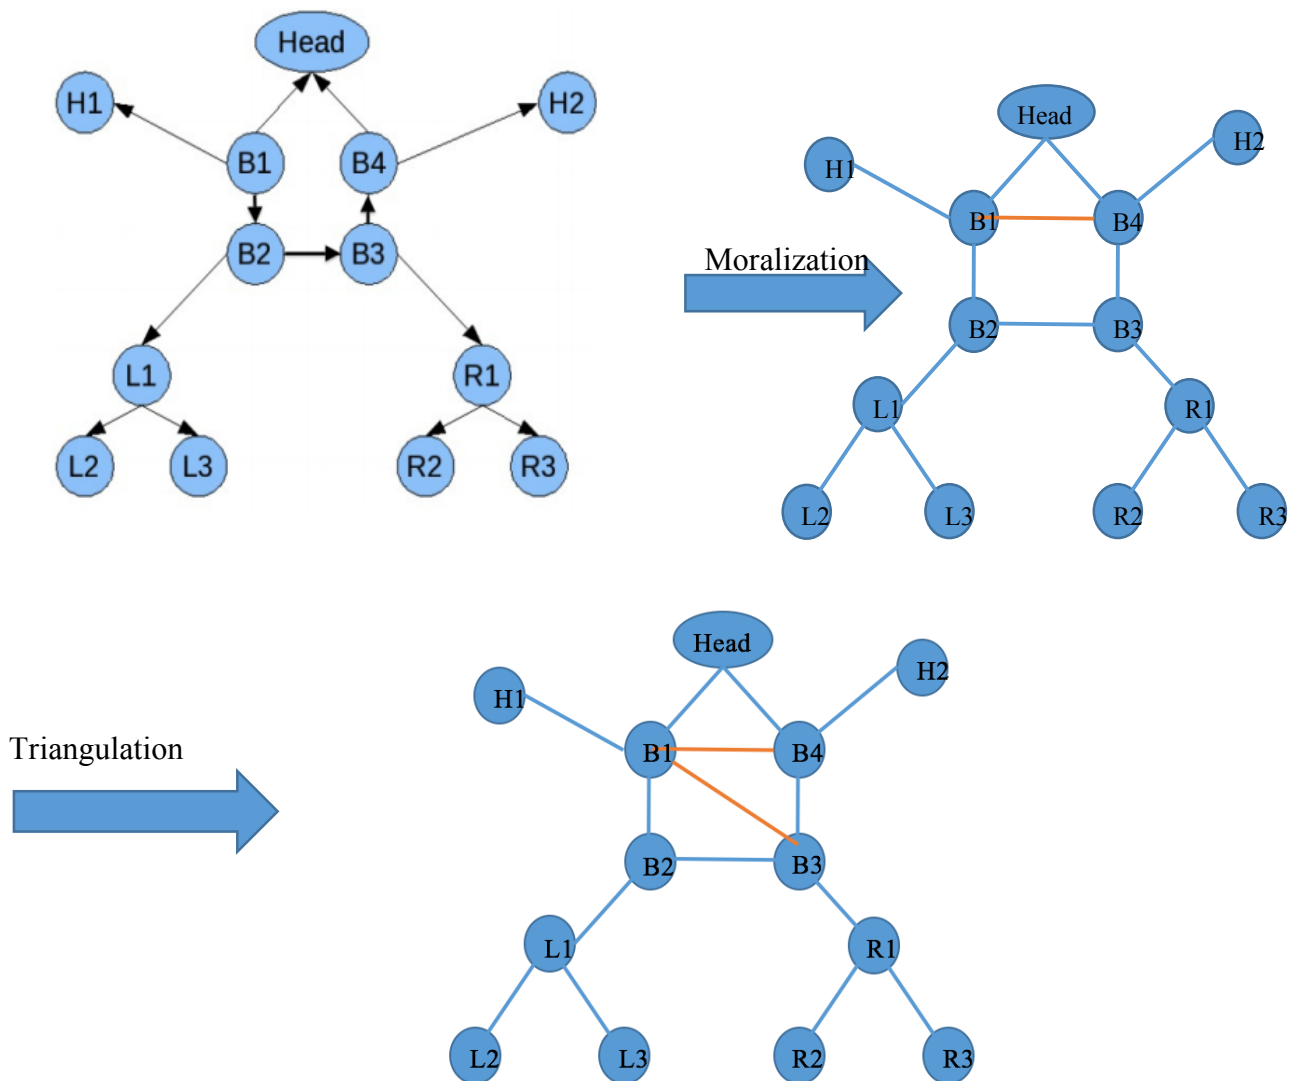 Head
H1
H2
B1
B4
B2
B3
L1
R1
L2
L3
R2
R3
Moralization
Head
H1
H2
B1
B4
B2
B3
L1
R1
L2
L3
R2
R3
Triangulation
Head
H1
H2
B1
B4
B2
B3
L1
R1
L2
L3
R2
R3